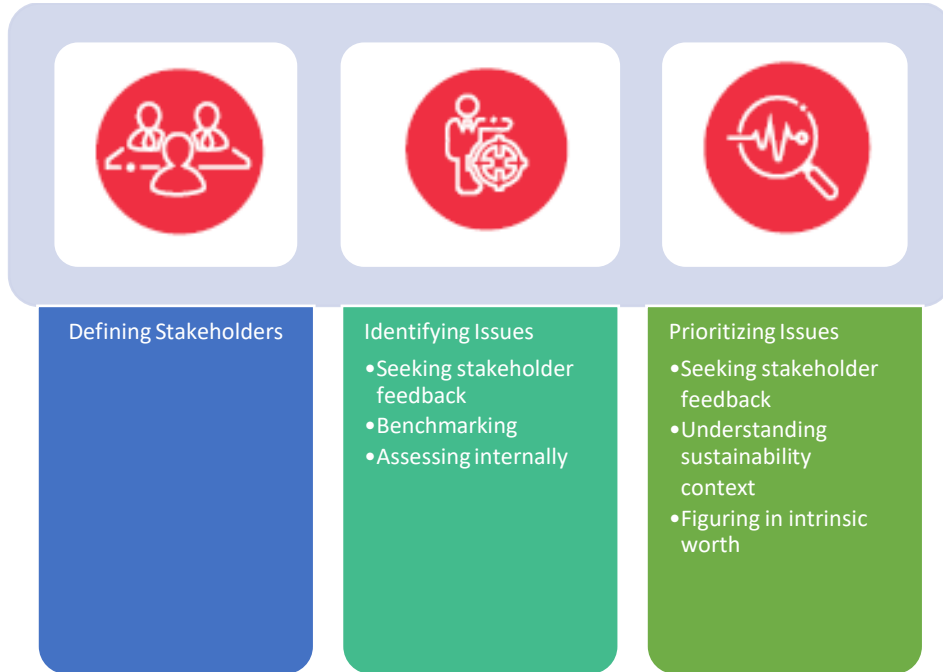 Defining Stakeholders
Identifying Issues
•Seeking stakeholder
feedback
•Benchmarking
•Assessing internally
Prioritizing Issues
•Seeking stakeholder
feedback
•Understanding
sustainability
context
•Figuring in intrinsic
worth